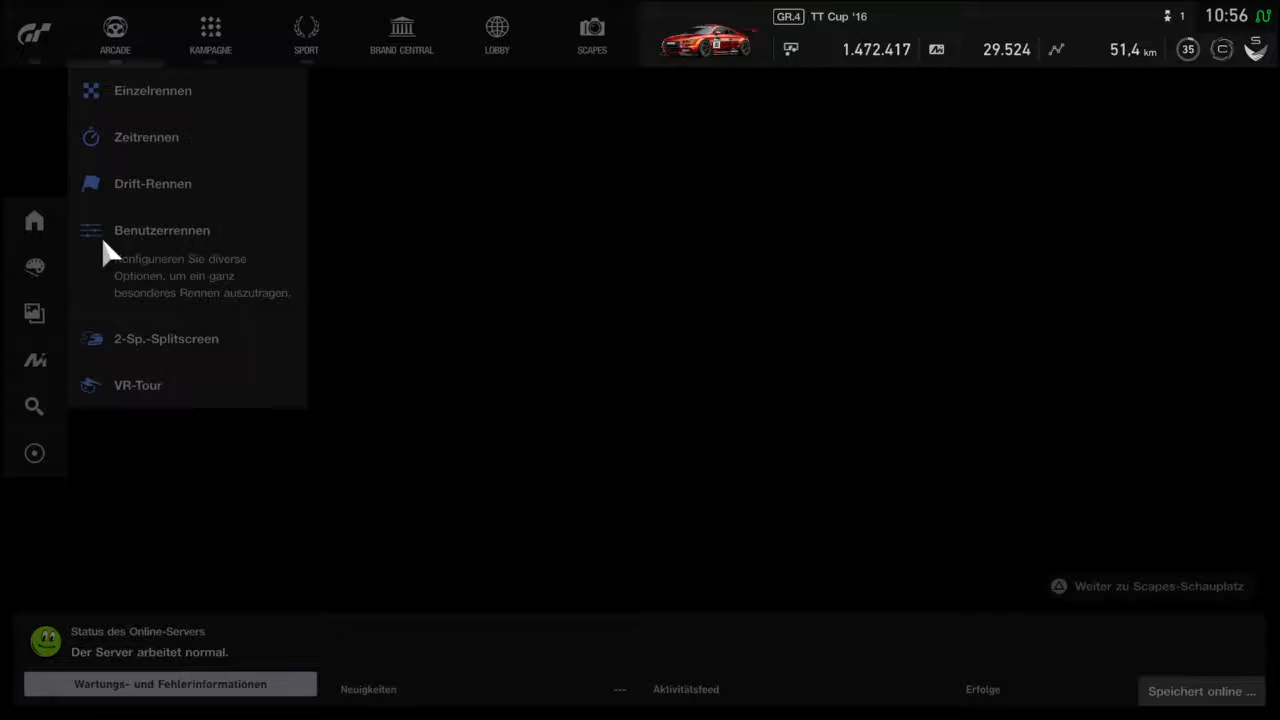 GR.4 TT Cup '16
1 10:56
ARCADE KAMPAGNE SPORT BRAND CENTRAL LOBBY SCAPES
1.472.417 29.524 51,4 km 35 C S
Einzelrennen
Zeitrennen
Drift-Rennen
Benutzerrennen
Konfigurieren Sie diverse
Optionen, um ein ganz
besonderes Rennen auszutragen.
2-Sp.-Splitscreen
VR-Tour
Weiter zu Scapes-Schauplatz
Status des Online-Servers
Der Server arbeitet normal.
Wartungs- und Fehlerinformationen
Neuigkeiten --- Aktivitätsfeed Erfolge Speichert online ...